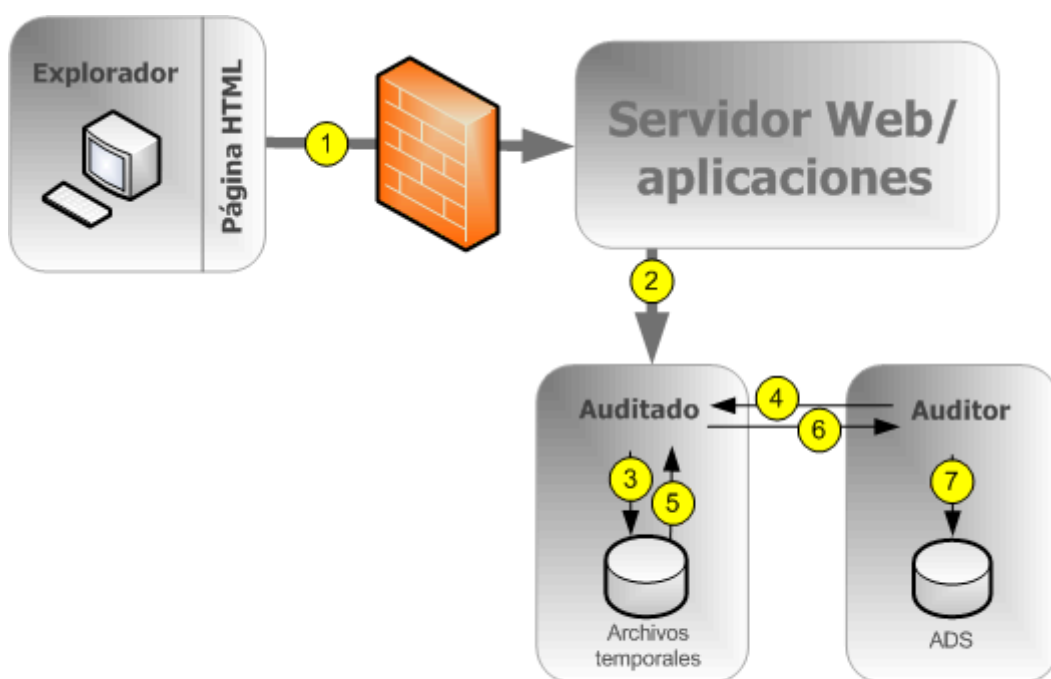 Explorador
Página HTML
1
Servidor Web/
aplicaciones
2
Auditado
4
Auditor
6
3
5
7
Archivos
temporales
ADS